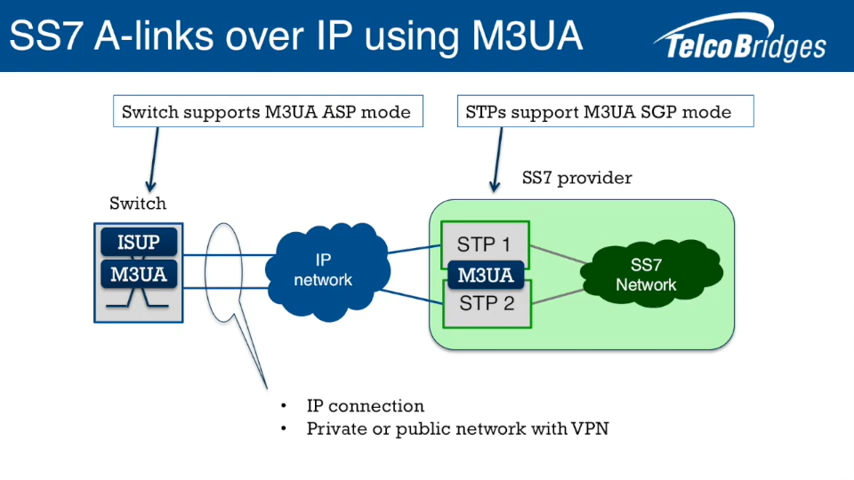 SS7 A-links over IP using M3UA
TelcoBridges
Switch supports M3UA ASP mode
STPs support M3UA SGP mode
SS7 provider
Switch
ISUP
M3UA
IP
network
STP 1
M3UA
STP 2
SS7
Network
• IP connection
• Private or public network with VPN